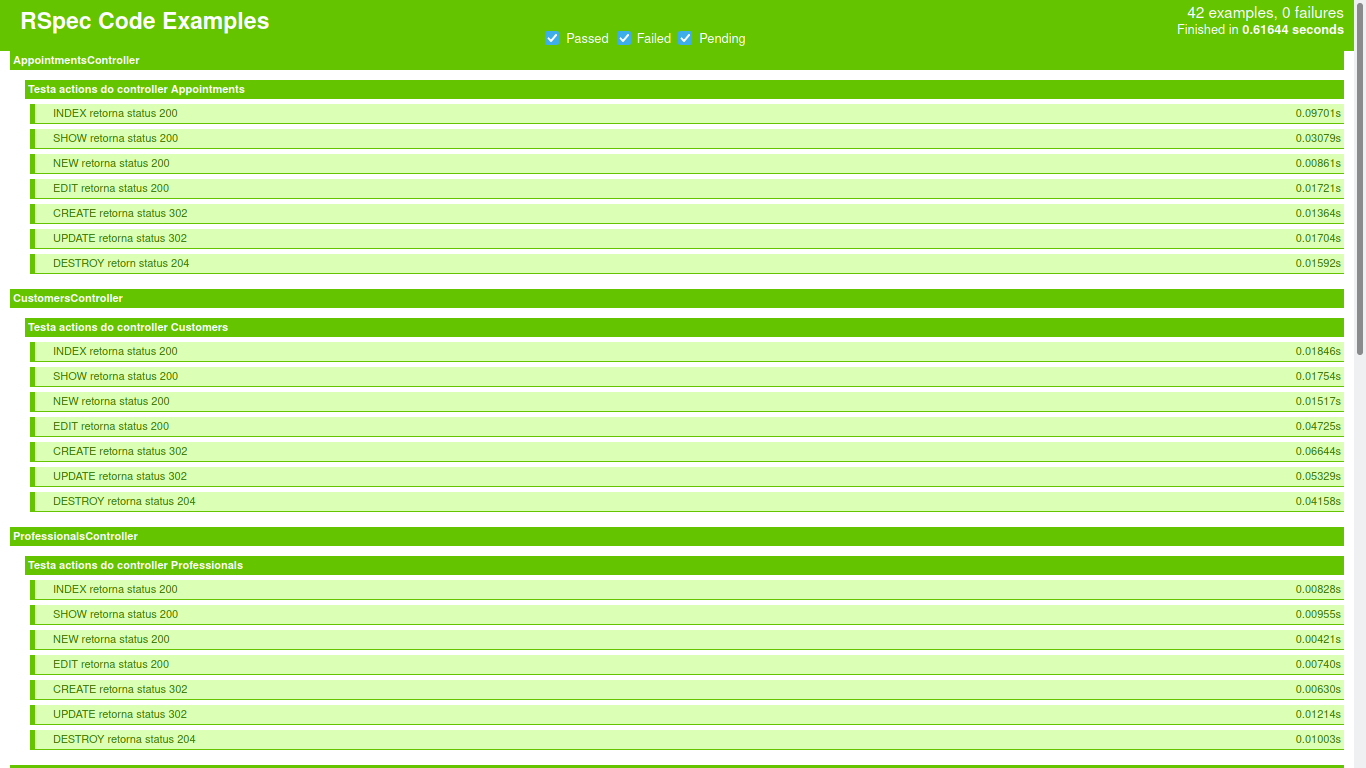 RSpec Code Examples
42 examples, 0 failures
Finished in 0.61644 seconds
Passed Failed Pending
AppointmentsController
Testa actions do controller Appointments
INDEX retorna status 200 0.09701s
SHOW retorna status 200 0.03079s
NEW retorna status 200 0.00861s
EDIT retorna status 200 0.01721s
CREATE retorna status 302 0.01364s
UPDATE retorna status 302 0.01704s
DESTROY retorn status 204 0.01592s
CustomersController
Testa actions do controller Customers
INDEX retorna status 200 0.01846s
SHOW retorna status 200 0.01754s
NEW retorna status 200 0.01517s
EDIT retorna status 200 0.04725s
CREATE retorna status 302 0.06644s
UPDATE retorna status 302 0.05329s
DESTROY retorna status 204 0.04158s
ProfessionalsController
Testa actions do controller Professionals
INDEX retorna status 200 0.00828s
SHOW retorna status 200 0.00955s
NEW retorna status 200 0.00421s
EDIT retorna status 200 0.00740s
CREATE retorna status 302 0.00630s
UPDATE retorna status 302 0.01214s
DESTROY retorna status 204 0.01003s